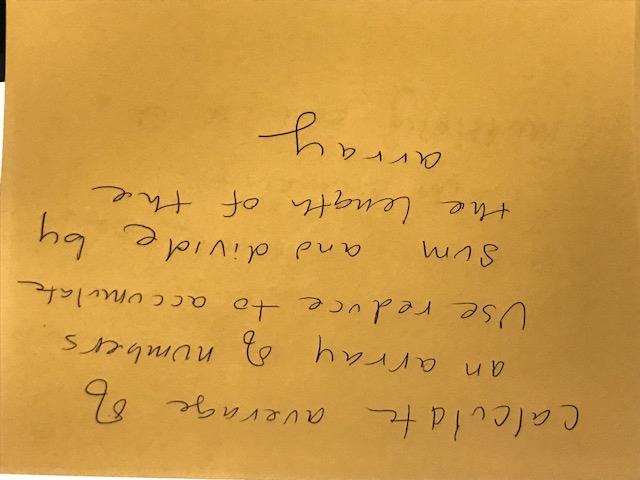 calculate average of
an array of numbers
Use reduce to accumulate
sum and divide by
the length of the
array